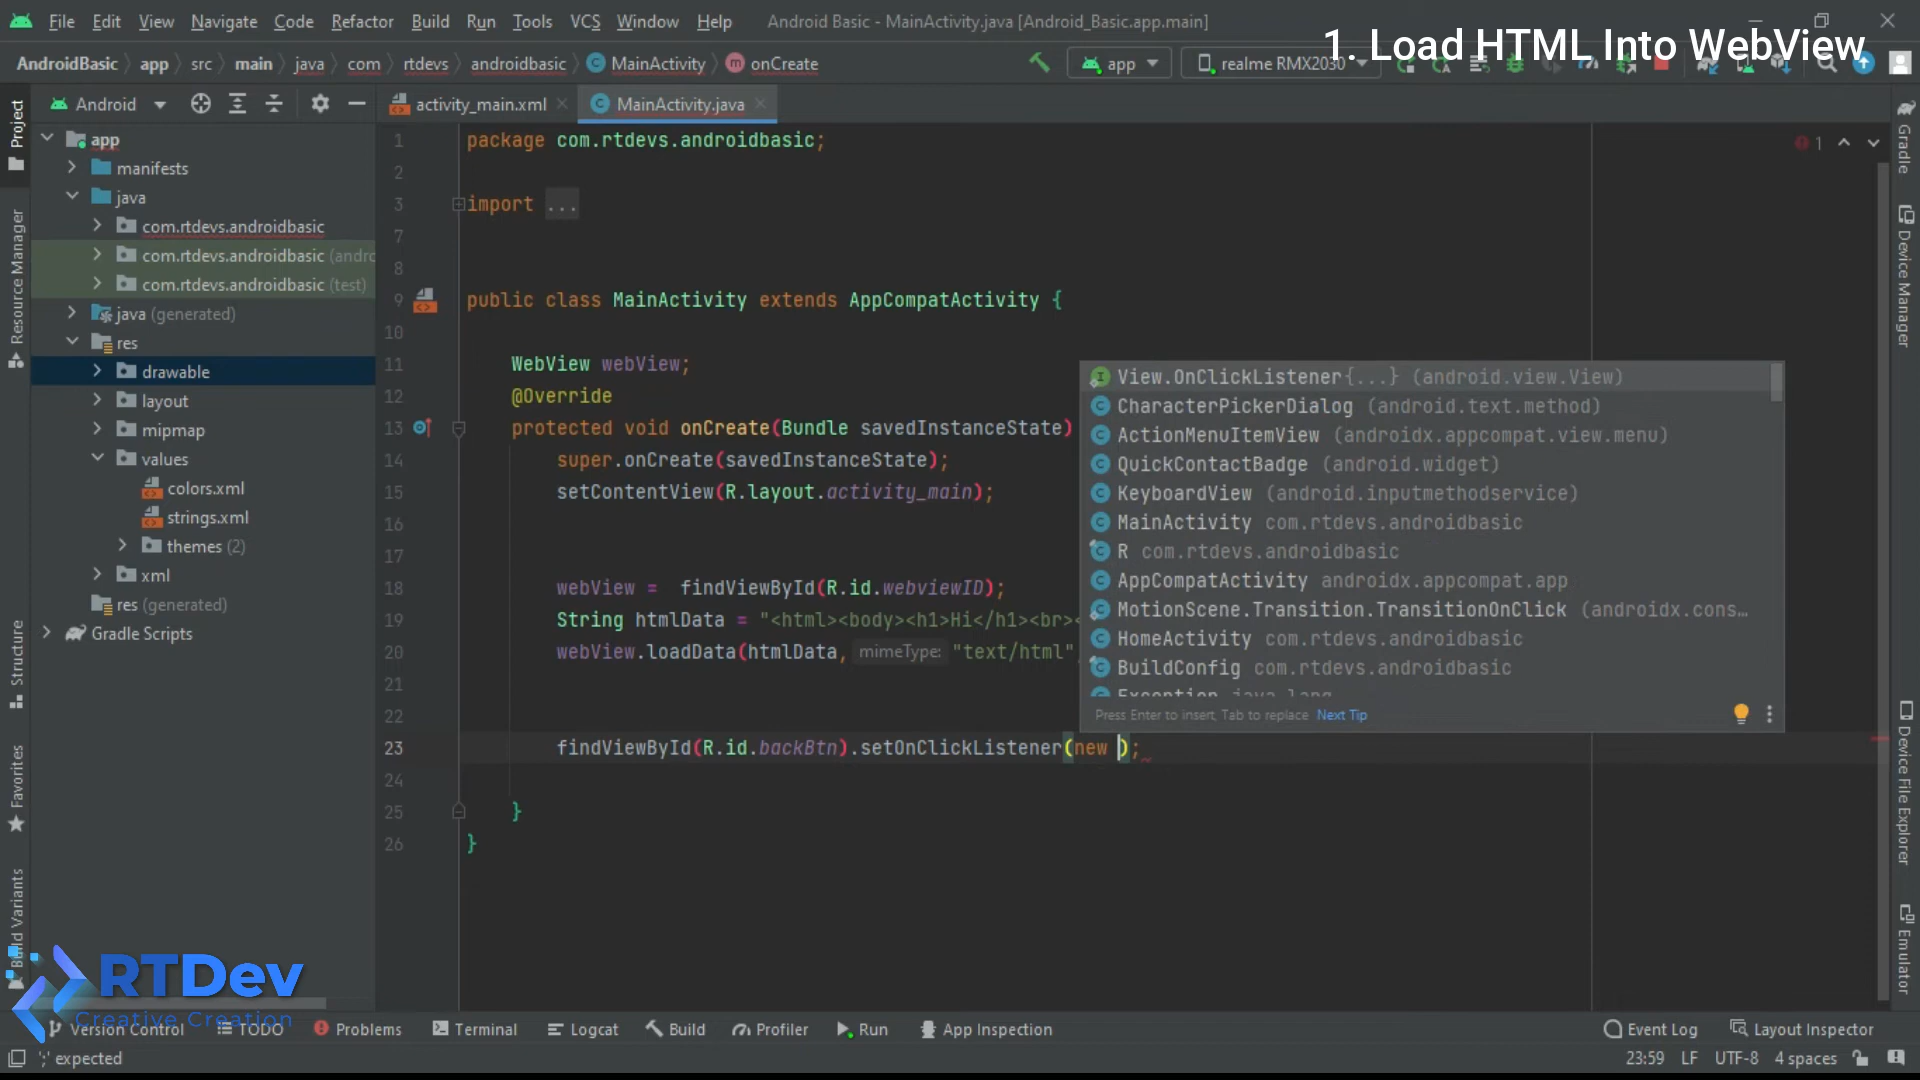 File Edit View Navigate Code Refactor Build Run Tools VCS Window Help Android Basic - MainActivity.java [Android_Basic.app.main]
1. Load HTML Into WebView
AndroidBasic app src main java com rtdevs androidbasic MainActivity onCreate app realme RMX2030
Android activity_main.xml MainActivity.java
Project
Resource Manager
Structure
Favorites
Build Variants
app
manifests
java
com.rtdevs.androidbasic
com.rtdevs.androidbasic (andro
com.rtdevs.androidbasic (test)
java (generated)
res
drawable
layout
mipmap
values
colors.xml
strings.xml
themes (2)
xml
res (generated)
Gradle Scripts
1 package com.rtdevs.androidbasic;
2
3 import ...
7
8
9 public class MainActivity extends AppCompatActivity {
10
11 WebView webView;
12 @Override
13 protected void onCreate(Bundle savedInstanceState)
14 super.onCreate(savedInstanceState);
15 setContentView(R.layout.activity_main);
16
17
18 webView = findViewById(R.id.webviewID);
19 String htmlData = "<html><body><h1>Hi</h1><br><
20 webView.loadData(htmlData, mimeType: "text/html",
21
22
23 findViewById(R.id.backBtn).setOnClickListener(new );
24
25 }
26 }
1
View.OnClickListener{...} (android.view.View)
CharacterPickerDialog (android.text.method)
ActionMenuItemView (androidx.appcompat.view.menu)
QuickContactBadge (android.widget)
KeyboardView (android.inputmethodservice)
MainActivity com.rtdevs.androidbasic
R com.rtdevs.androidbasic
AppCompatActivity androidx.appcompat.app
MotionScene.Transition.TransitionOnClick (androidx.cons...
HomeActivity com.rtdevs.androidbasic
BuildConfig com.rtdevs.androidbasic
Exception java.lang
Press Enter to insert, Tab to replace Next Tip
Gradle
Device Manager
Device File Explorer
Emulator
RTDev
Creative Creation
Version Control TODO Problems Terminal Logcat Build Profiler Run App Inspection Event Log Layout Inspector
';' expected 23:59 LF UTF-8 4 spaces